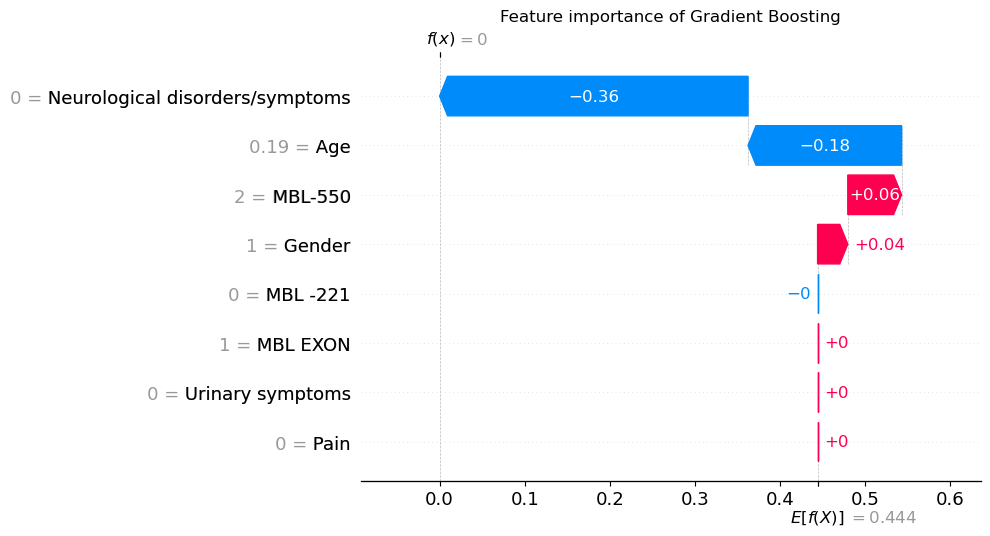 Feature importance of Gradient Boosting
f(x) = 0
0 = Neurological disorders/symptoms −0.36
0.19 = Age −0.18
2 = MBL-550 +0.06
1 = Gender +0.04
0 = MBL -221 −0
1 = MBL EXON +0
0 = Urinary symptoms +0
0 = Pain +0
0.0 0.1 0.2 0.3 0.4 0.5 0.6
E[f(X)] = 0.444